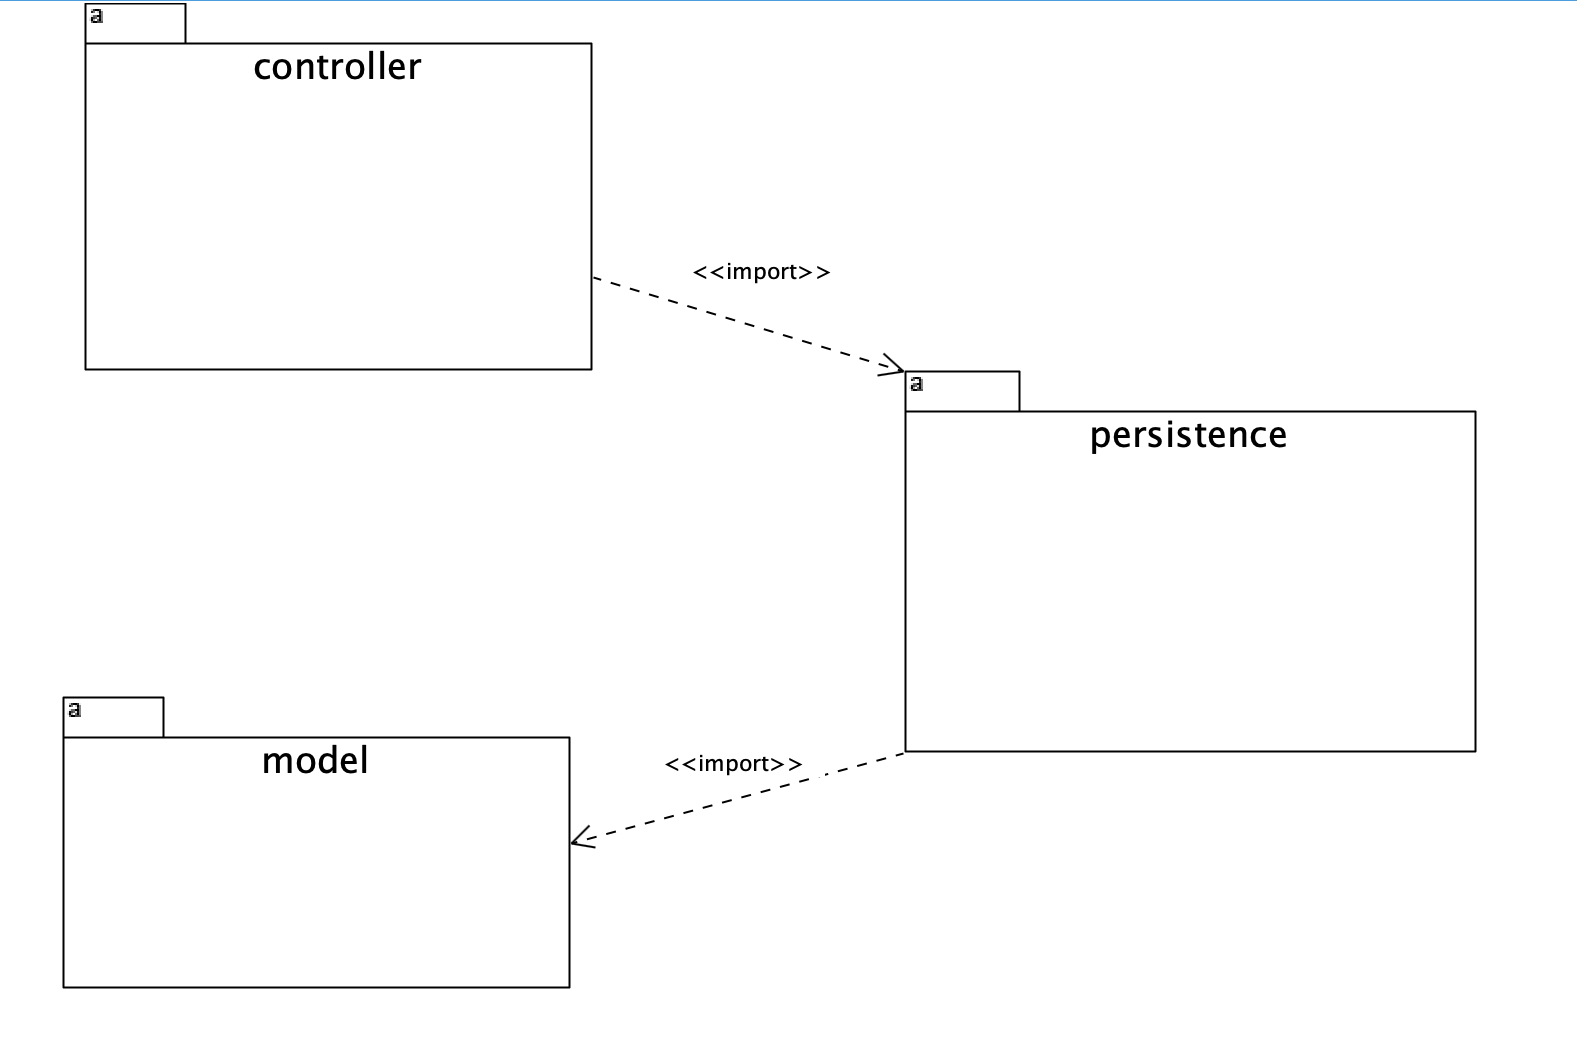 a
controller
<<import>>
a
persistence
a
model
<<import>>